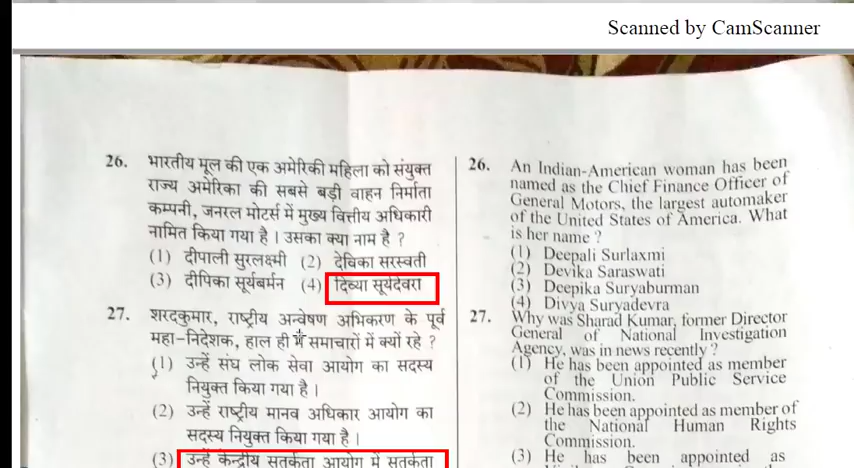 Scanned by CamScanner
26. भारतीय मूल की एक अमेरिकी महिला को संयुक्त
राज्य अमेरिका की सबसे बड़ी वाहन निर्माता
कम्पनी, जनरल मोटर्स में मुख्य वित्तीय अधिकारी
नामित किया गया है । उसका क्या नाम है ?
(1) दीपाली सुरलक्ष्मी (2) देविका सरस्वती
(3) दीपिका सूर्यबर्मन (4) दिव्या सूर्यदेवरा
27. शरदकुमार, राष्ट्रीय अन्वेषण अभिकरण के पूर्व
महा-निदेशक, हाल ही में समाचारों में क्यों रहे ?
(1) उन्हें संघ लोक सेवा आयोग का सदस्य
नियुक्त किया गया है ।
(2) उन्हें राष्ट्रीय मानव अधिकार आयोग का
सदस्य नियुक्त किया गया है ।
(3) उन्हें केन्द्रीय सतर्कता आयोग में सतर्कता
26. An Indian-American woman has been
named as the Chief Finance Officer of
General Motors, the largest automaker
of the United States of America. What
is her name ?
(1) Deepali Surlaxmi
(2) Devika Saraswati
(3) Deepika Suryaburman
(4) Divya Suryadevra
27. Why was Sharad Kumar, former Director
General of National Investigation
Agency, was in news recently ?
(1) He has been appointed as member
of the Union Public Service
Commission.
(2) He has been appointed as member of
the National Human Rights
Commission.
(3) He has been appointed as